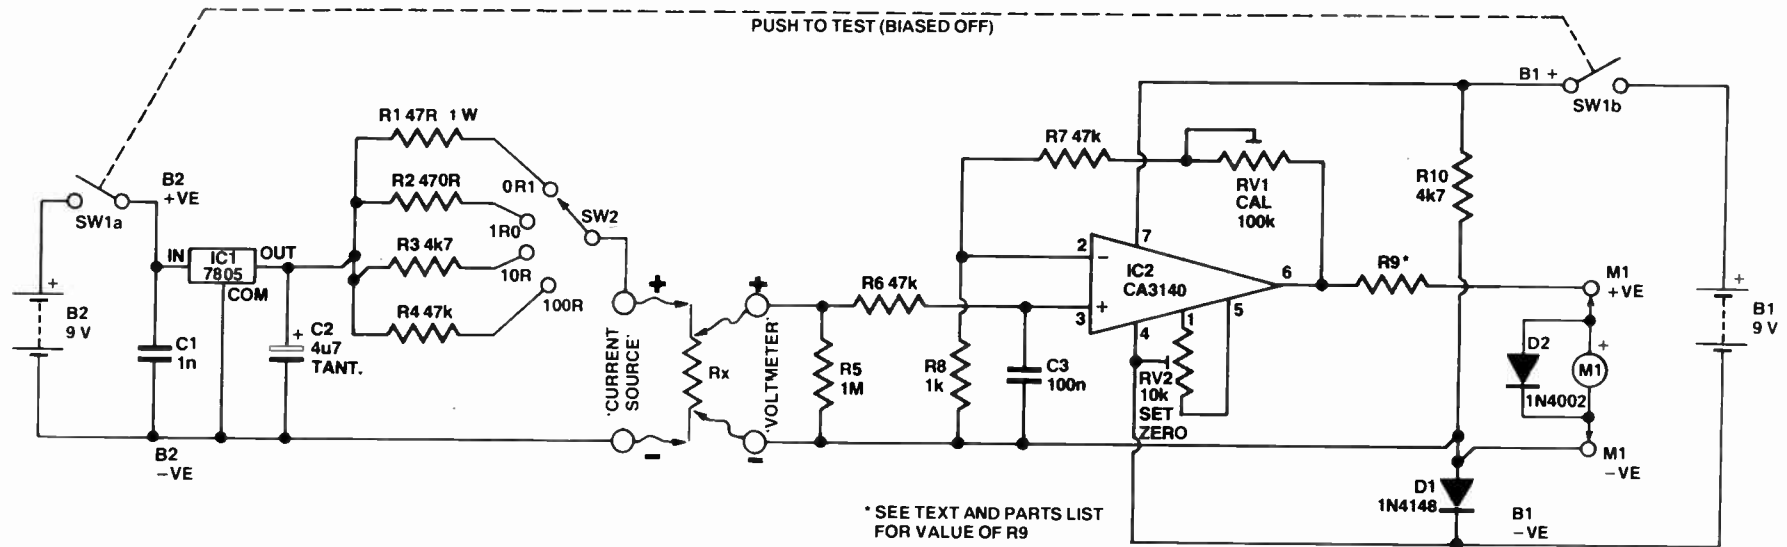 PUSH TO TEST (BIASED OFF)
B1 +
SW1b
R1 47R 1 W
R7 47k
RV1
CAL
100k
R10
4k7
B2
+VE
SW1a
R2 470R
0R1
SW2
1R0
R3 4k7
10R
100R
R4 47k
IN
IC1
7805
OUT
COM
B2
9 V
+
C1
1n
+
C2
4u7
TANT.
'CURRENT
SOURCE'
+
−
Rx
+
−
'VOLTMETER'
R6 47k
R5
1M
R8
1k
C3
100n
2
−
+
3
7
IC2
CA3140
6
4
1
5
RV2
10k
SET
ZERO
R9*
M1
+VE
D2
1N4002
+
M1
M1
−VE
+
B1
9 V
D1
1N4148
B1
−VE
B2
−VE
* SEE TEXT AND PARTS LIST
FOR VALUE OF R9